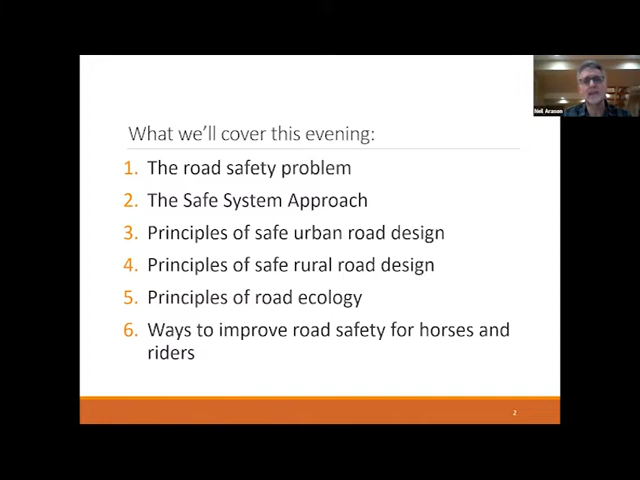 What we'll cover this evening:
1. The road safety problem
2. The Safe System Approach
3. Principles of safe urban road design
4. Principles of safe rural road design
5. Principles of road ecology
6. Ways to improve road safety for horses and
riders
2
Neil Arason